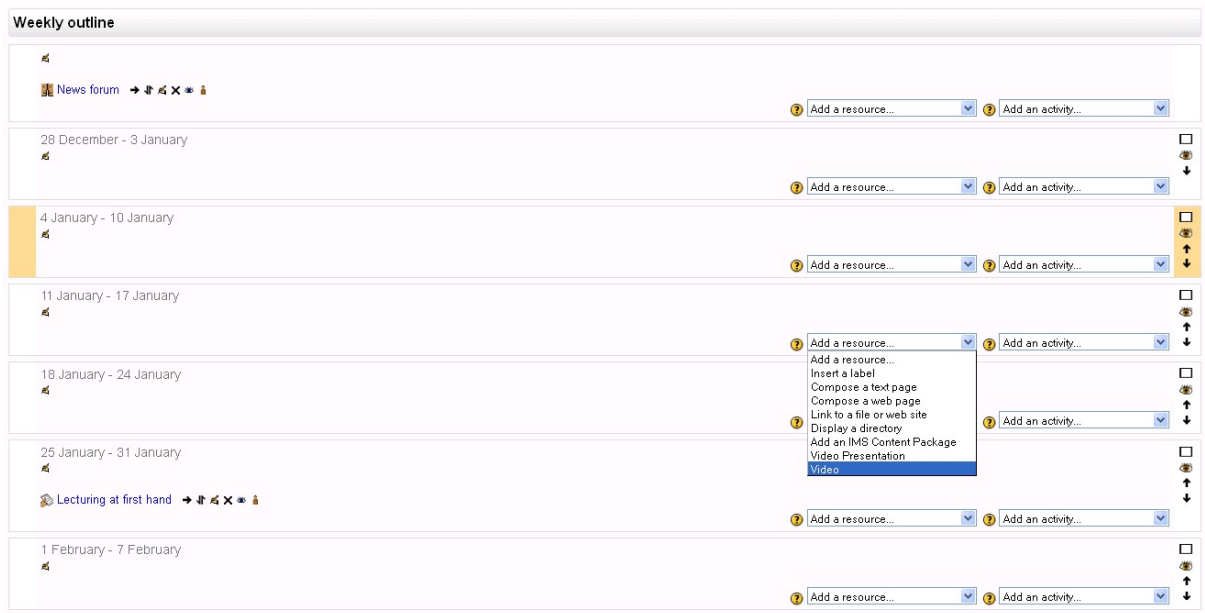 Weekly outline
News forum
Add a resource... Add an activity...
28 December - 3 January
Add a resource... Add an activity...
4 January - 10 January
Add a resource... Add an activity...
11 January - 17 January
Add a resource... Add an activity...
Add a resource...
Insert a label
Compose a text page
Compose a web page
Link to a file or web site
Display a directory
Add an IMS Content Package
Video Presentation
Video
18 January - 24 January
Add an activity...
25 January - 31 January
Lecturing at first hand
Add a resource... Add an activity...
1 February - 7 February
Add a resource... Add an activity...